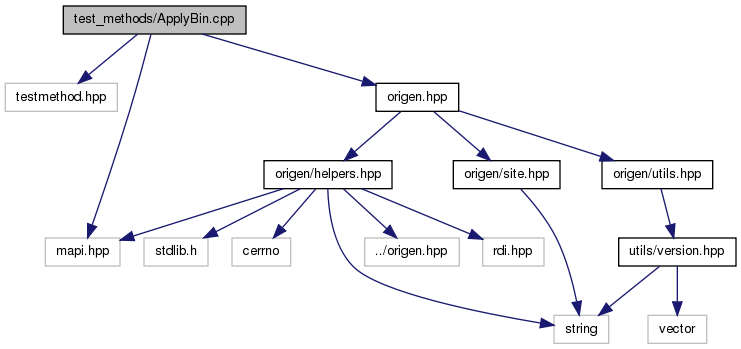 test_methods/ApplyBin.cpp
testmethod.hpp
origen.hpp
origen/helpers.hpp
origen/site.hpp
origen/utils.hpp
mapi.hpp
stdlib.h
cerrno
../origen.hpp
rdi.hpp
utils/version.hpp
string
vector